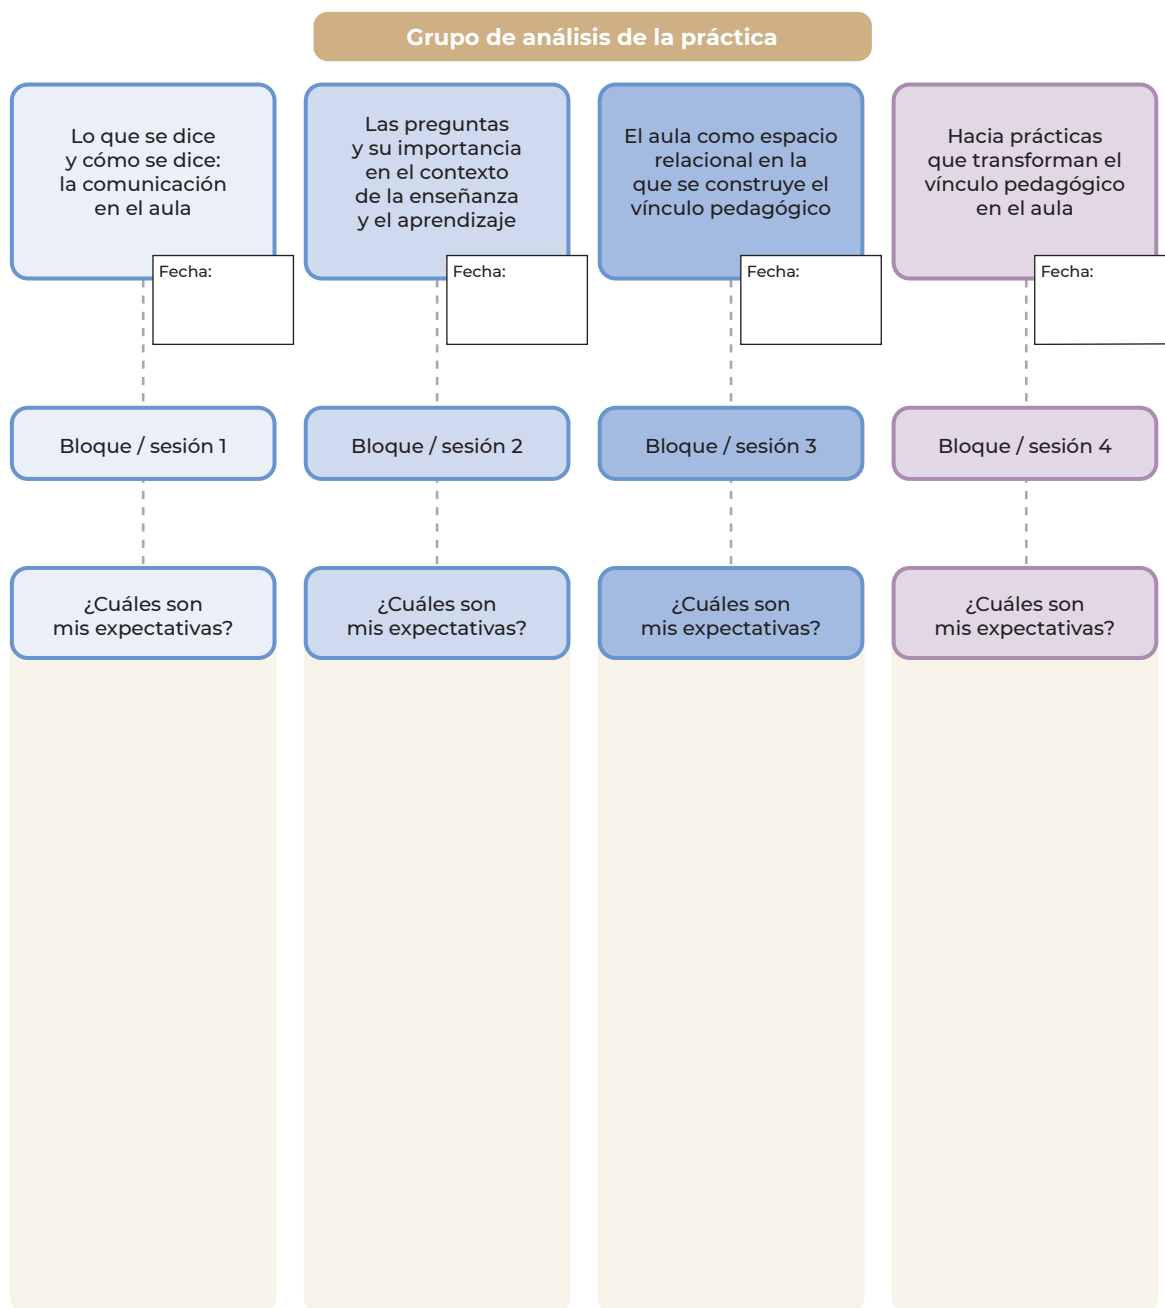 Grupo de análisis de la práctica
Lo que se dice
y cómo se dice:
la comunicación
en el aula
Fecha:
Las preguntas
y su importancia
en el contexto
de la enseñanza
y el aprendizaje
Fecha:
El aula como espacio
relacional en la
que se construye el
vínculo pedagógico
Fecha:
Hacia prácticas
que transforman el
vínculo pedagógico
en el aula
Fecha:
Bloque / sesión 1
Bloque / sesión 2
Bloque / sesión 3
Bloque / sesión 4
¿Cuáles son
mis expectativas?
¿Cuáles son
mis expectativas?
¿Cuáles son
mis expectativas?
¿Cuáles son
mis expectativas?